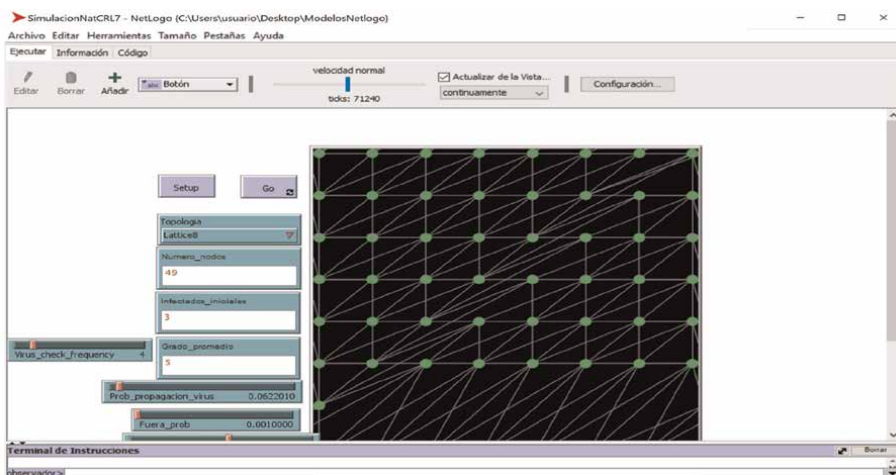 SimulacionNatCRL7 - NetLogo (C:\Users\usuario\Desktop\ModelosNetlogo)
Archivo Editar Herramientas Tamaño Pestañas Ayuda
Ejecutar Información Código
Editar Borrar Añadir abc Botón
velocidad normal
ticks: 71240
Actualizar de la Vista...
continuamente
Configuración...
Setup
Go
Topologia
Lattice8
Numero_nodos
49
Infectados_iniciales
3
Grado_promedio
5
Virus_check_frequency 4
Prob_propagacion_virus 0.0622010
Fuera_prob 0.0010000
Terminal de Instrucciones Borrar
observador>